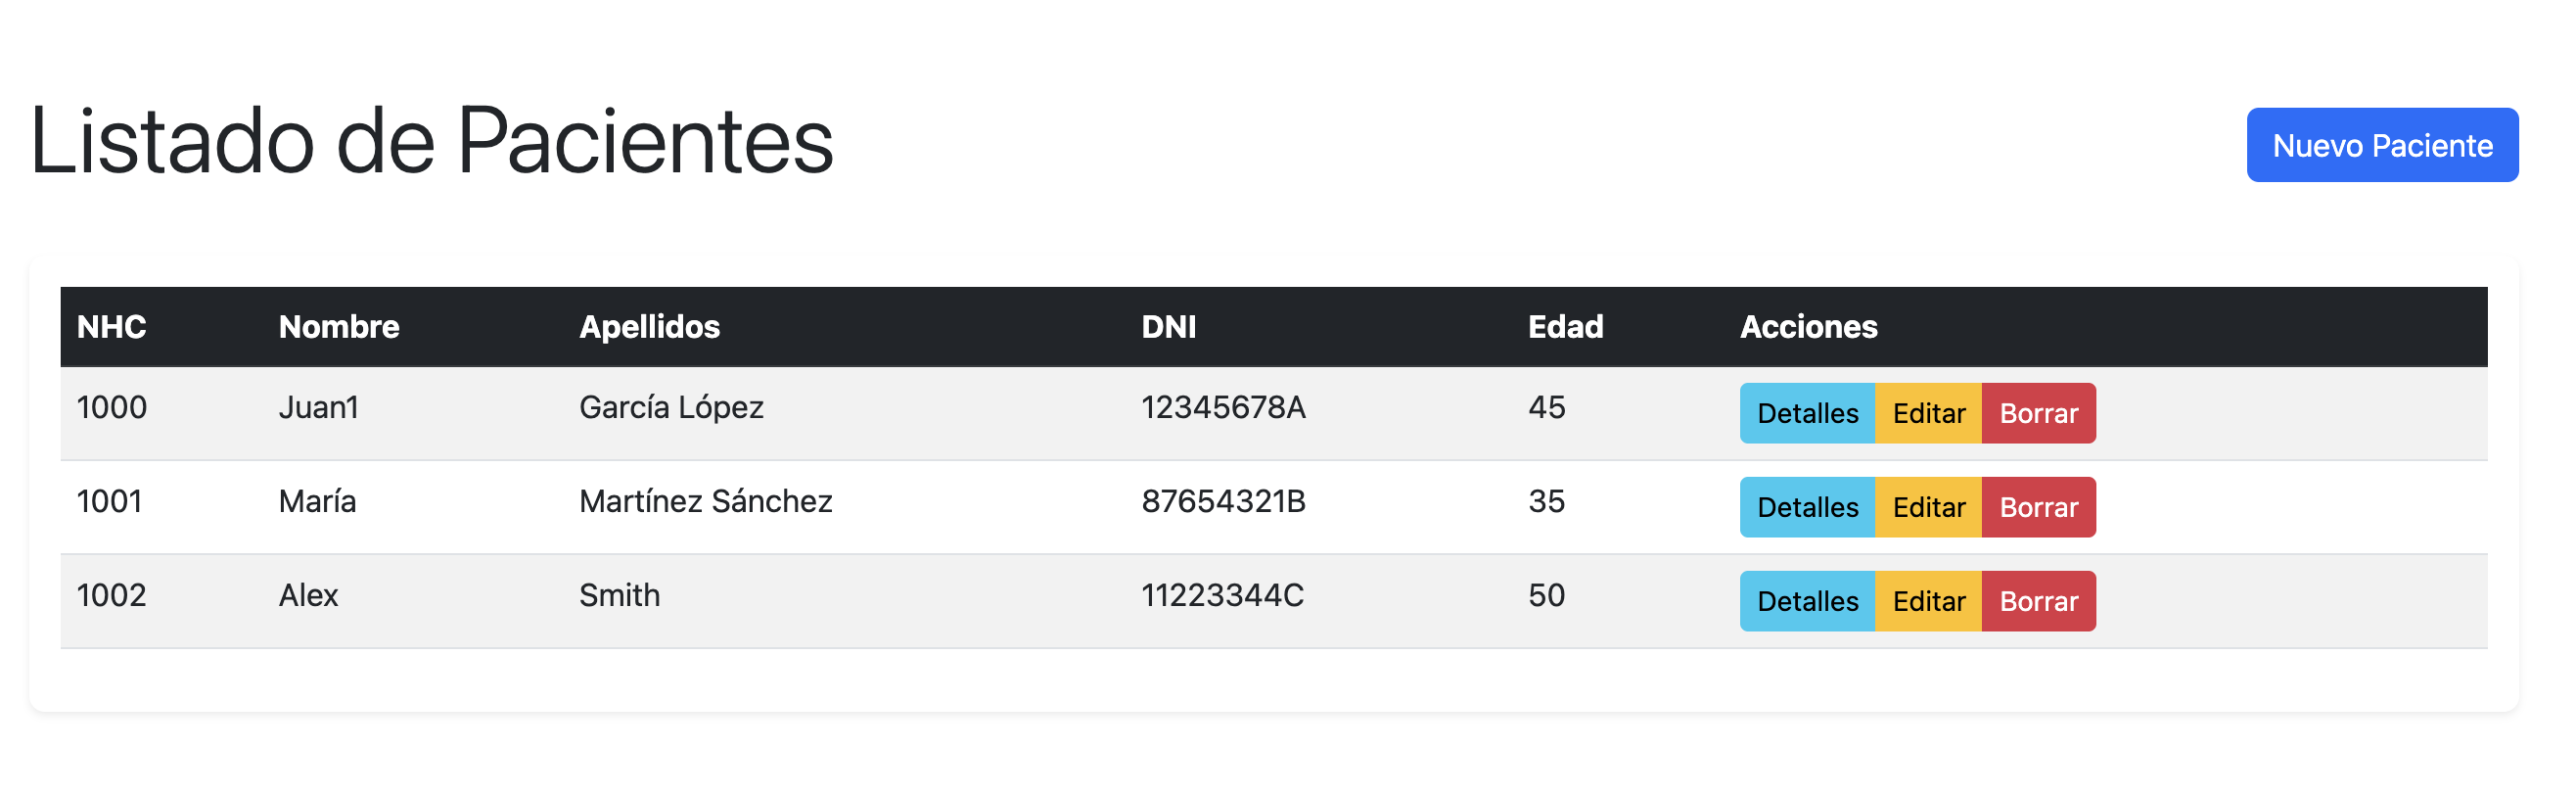 Listado de Pacientes
Nuevo Paciente
NHC Nombre Apellidos DNI Edad Acciones
1000 Juan1 García López 12345678A 45 Detalles Editar Borrar
1001 María Martínez Sánchez 87654321B 35 Detalles Editar Borrar
1002 Alex Smith 11223344C 50 Detalles Editar Borrar